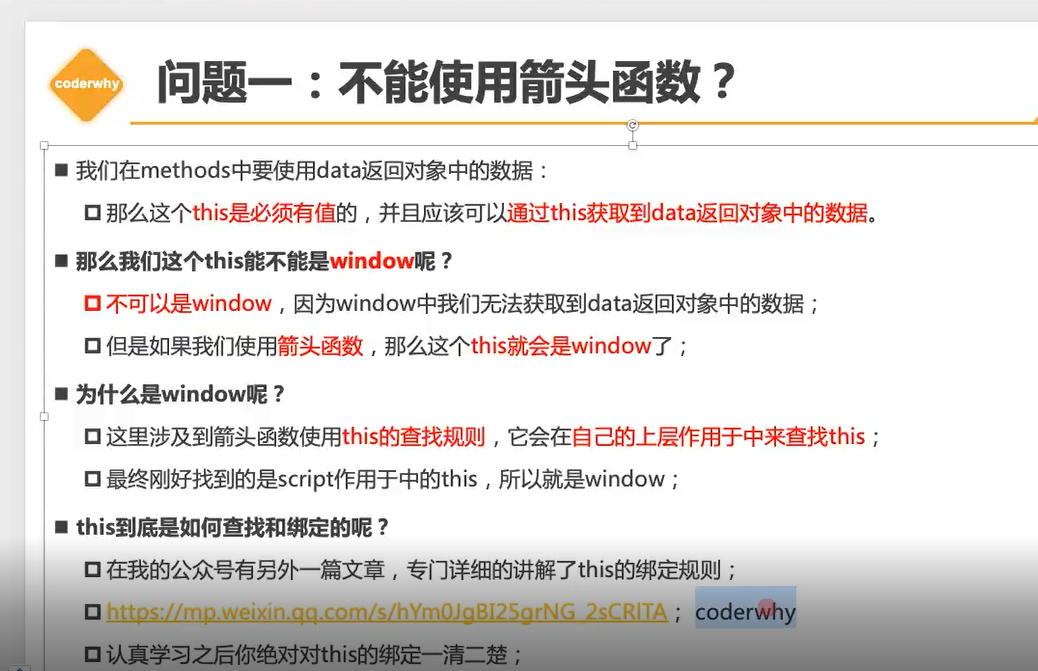 coderwhy
问题一：不能使用箭头函数？
我们在methods中要使用data返回对象中的数据：
那么这个this是必须有值的，并且应该可以通过this获取到data返回对象中的数据。
那么我们这个this能不能是window呢？
不可以是window，因为window中我们无法获取到data返回对象中的数据；
但是如果我们使用箭头函数，那么这个this就会是window了；
为什么是window呢？
这里涉及到箭头函数使用this的查找规则，它会在自己的上层作用于中来查找this；
最终刚好找到的是script作用于中的this，所以就是window；
this到底是如何查找和绑定的呢？
在我的公众号有另外一篇文章，专门详细的讲解了this的绑定规则；
https://mp.weixin.qq.com/s/hYm0JgBI25grNG_2sCRlTA； coderwhy
认真学习之后你绝对对this的绑定一清二楚；